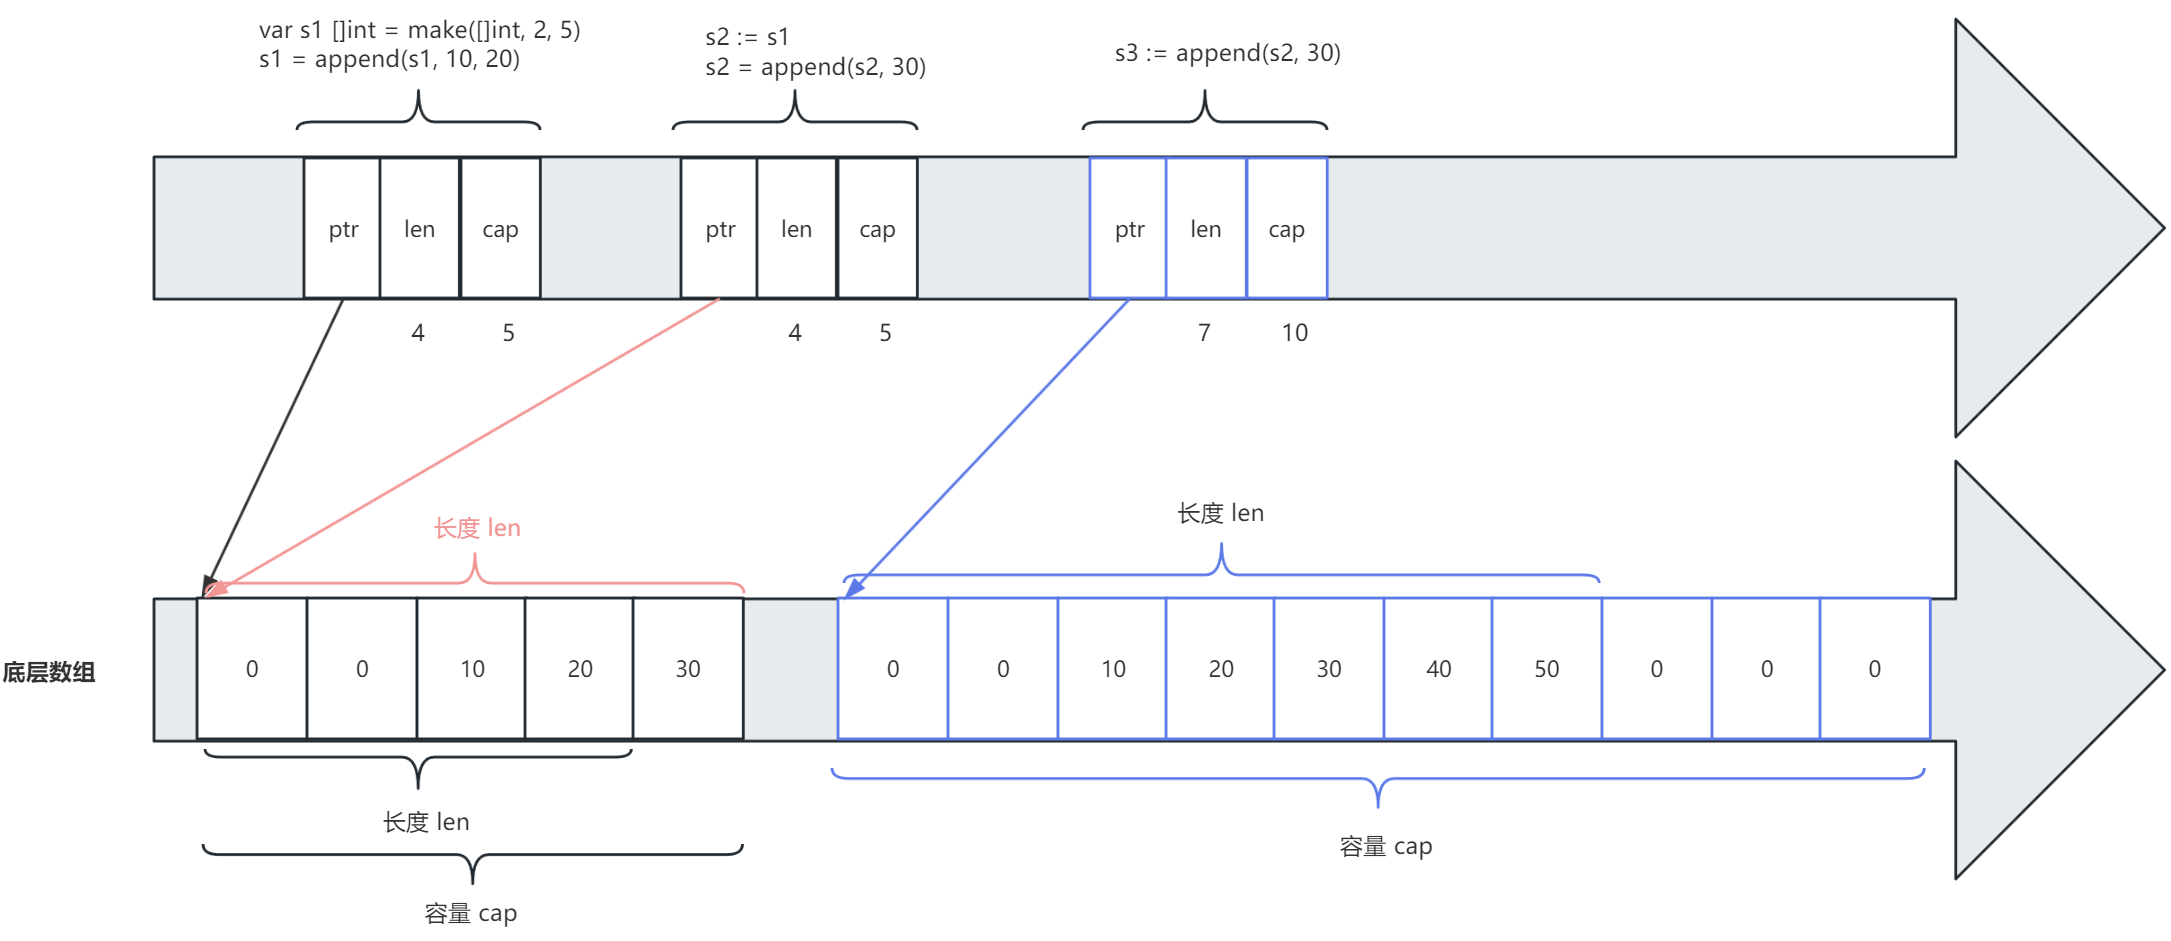 var s1 []int = make([]int, 2, 5)
s1 = append(s1, 10, 20)
s2 := s1
s2 = append(s2, 30)
s3 := append(s2, 30)
ptr len cap
ptr len cap
ptr len cap
4 5
4 5
7 10
长度 len
长度 len
底层数组
0 0 10 20 30
0 0 10 20 30 40 50 0 0 0
长度 len
容量 cap
容量 cap